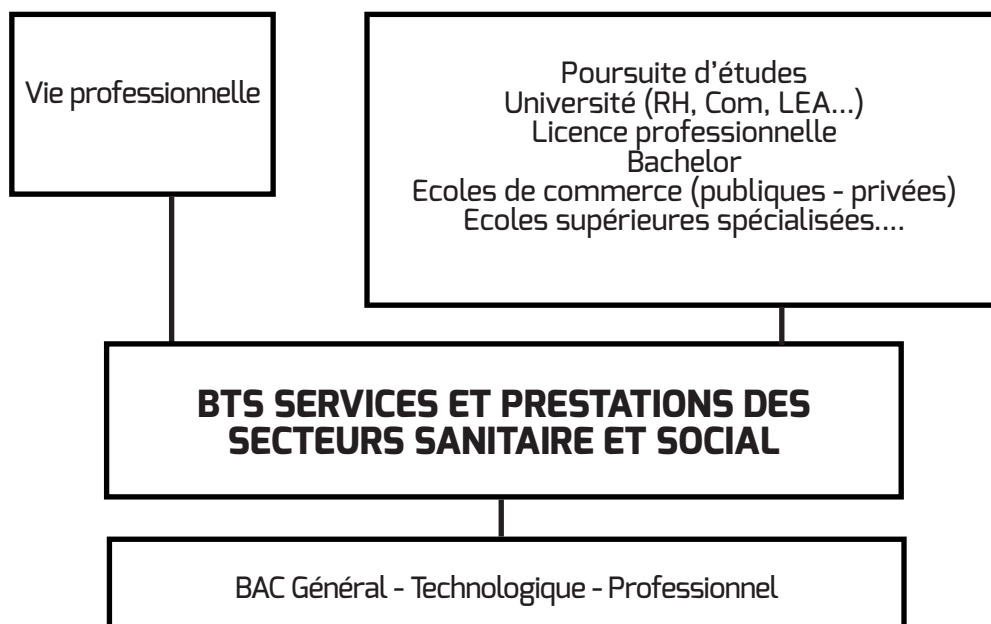 Vie professionnelle
Poursuite d'études
Université (RH, Com, LEA...)
Licence professionnelle
Bachelor
Ecoles de commerce (publiques - privées)
Ecoles supérieures spécialisées....
BTS SERVICES ET PRESTATIONS DES
SECTEURS SANITAIRE ET SOCIAL
BAC Général - Technologique - Professionnel